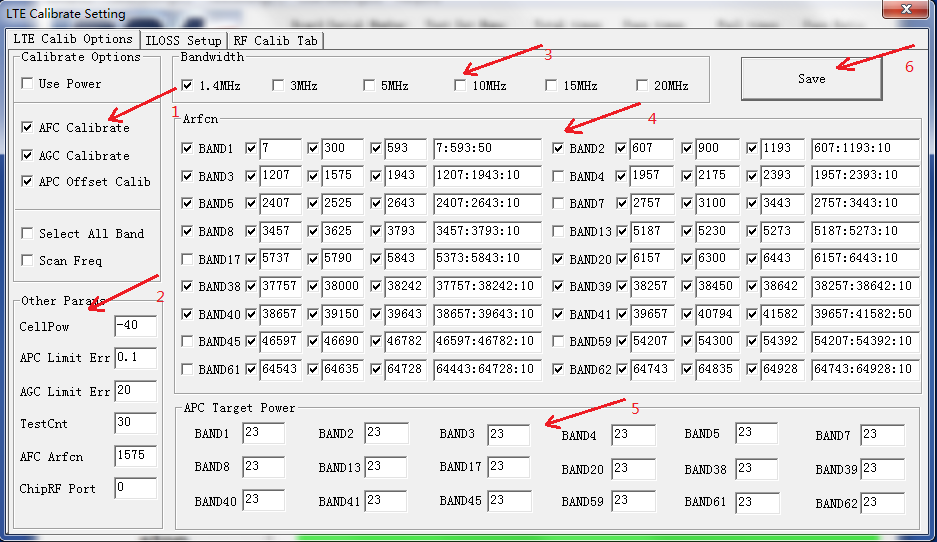 LTE Calibrate Setting
LTE Calib Options ILOSS Setup RF Calib Tab
Calibrate Options
Use Power
AFC Calibrate
AGC Calibrate
APC Offset Calib
Select All Band
Scan Freq
1
Other Params
2
CellPow -40
APC Limit Err 0.1
AGC Limit Err 20
TestCnt 30
AFC Arfcn 1575
ChipRF Port 0
Bandwidth
3
1.4MHz 3MHz 5MHz 10MHz 15MHz 20MHz
Save
6
Arfcn
4
BAND1 7 300 593 7:593:50 BAND2 607 900 1193 607:1193:10
BAND3 1207 1575 1943 1207:1943:10 BAND4 1957 2175 2393 1957:2393:10
BAND5 2407 2525 2643 2407:2643:10 BAND7 2757 3100 3443 2757:3443:10
BAND8 3457 3625 3793 3457:3793:10 BAND13 5187 5230 5273 5187:5273:10
BAND17 5737 5790 5843 5373:5843:10 BAND20 6157 6300 6443 6157:6443:10
BAND38 37757 38000 38242 37757:38242:10 BAND39 38257 38450 38642 38257:38642:10
BAND40 38657 39150 39643 38657:39643:10 BAND41 39657 40794 41582 39657:41582:50
BAND45 46597 46690 46782 46597:46782:10 BAND59 54207 54300 54392 54207:54392:10
BAND61 64543 64635 64728 64443:64728:10 BAND62 64743 64835 64928 64743:64928:10
APC Target Power
5
BAND1 23 BAND2 23 BAND3 23 BAND4 23 BAND5 23 BAND7 23
BAND8 23 BAND13 23 BAND17 23 BAND20 23 BAND38 23 BAND39 23
BAND40 23 BAND41 23 BAND45 23 BAND59 23 BAND61 23 BAND62 23